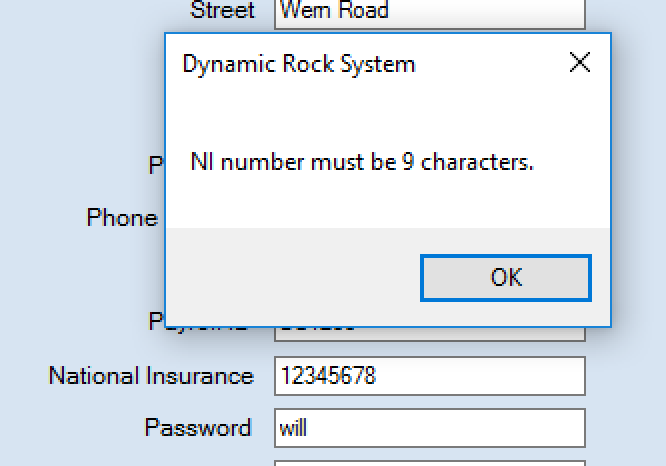 Street Wem Road
Dynamic Rock System
NI number must be 9 characters.
Phone
OK
National Insurance 12345678
Password will